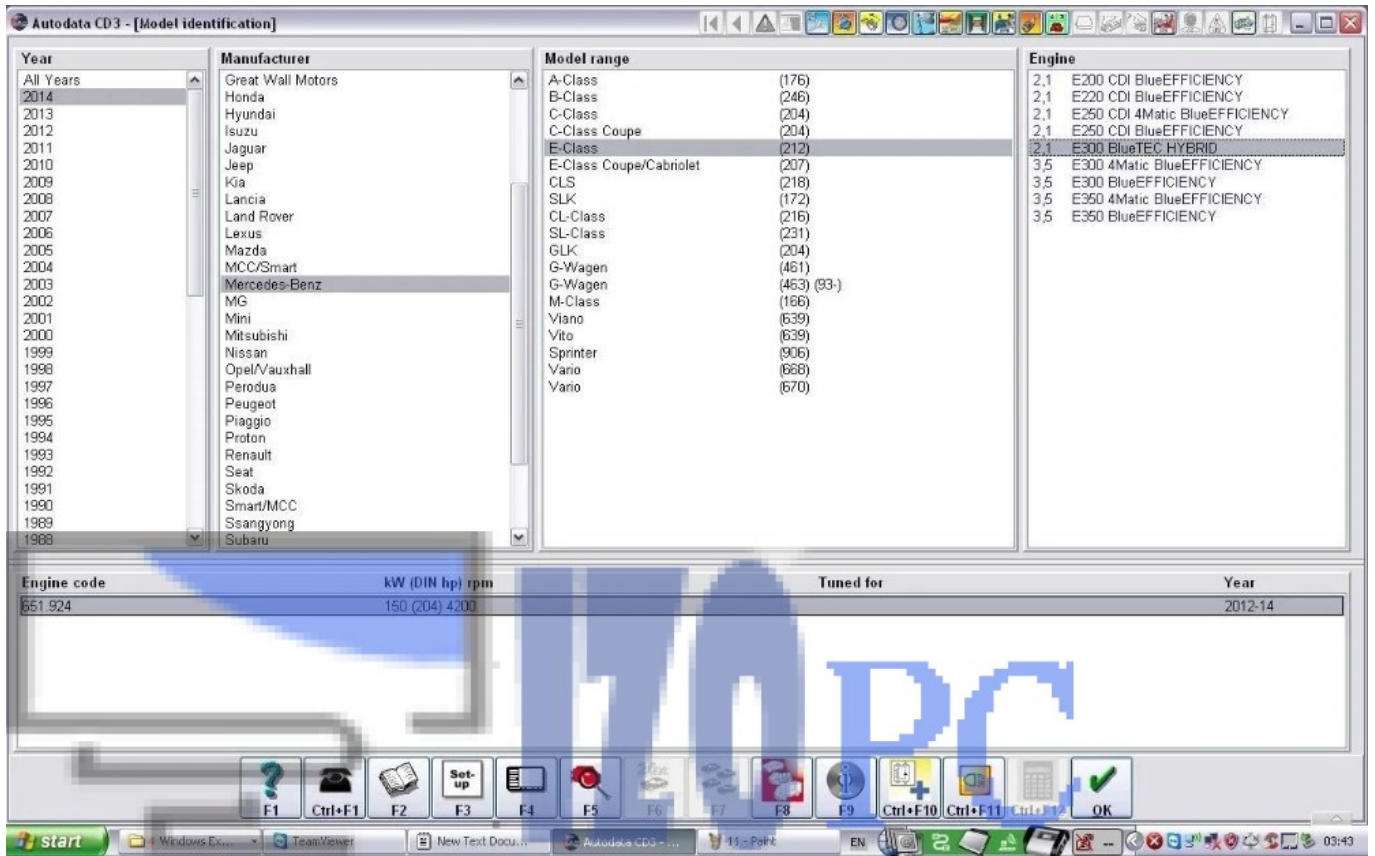 Autodata CD3 - [Model identification]
Year
All Years
2014
2013
2012
2011
2010
2009
2008
2007
2006
2005
2004
2003
2002
2001
2000
1999
1998
1997
1996
1995
1994
1993
1992
1991
1990
1989
1988
Manufacturer
Great Wall Motors
Honda
Hyundai
Isuzu
Jaguar
Jeep
Kia
Lancia
Land Rover
Lexus
Mazda
MCC/Smart
Mercedes-Benz
MG
Mini
Mitsubishi
Nissan
Opel/Vauxhall
Perodua
Peugeot
Piaggio
Proton
Renault
Seat
Skoda
Smart/MCC
Ssangyong
Subaru
Model range
A-Class (176)
B-Class (246)
C-Class (204)
C-Class Coupe (204)
E-Class (212)
E-Class Coupe/Cabriolet (207)
CLS (218)
SLK (172)
CL-Class (216)
SL-Class (231)
GLK (204)
G-Wagen (461)
G-Wagen (463) (93-)
M-Class (166)
Viano (639)
Vito (639)
Sprinter (906)
Vario (668)
Vario (670)
Engine
2,1 E200 CDI BlueEFFICIENCY
2,1 E220 CDI BlueEFFICIENCY
2,1 E250 CDI 4Matic BlueEFFICIENCY
2,1 E250 CDI BlueEFFICIENCY
2,1 E300 BlueTEC HYBRID
3,5 E300 4Matic BlueEFFICIENCY
3,5 E300 BlueEFFICIENCY
3,5 E350 4Matic BlueEFFICIENCY
3,5 E350 BlueEFFICIENCY
Engine code kW (DIN hp) rpm Tuned for Year
651.924 150 (204) 4200 2012-14
IZO PC
Set-up
F1 Ctrl+F1 F2 F3 F4 F5 F6 F7 F8 F9 Ctrl+F10 Ctrl+F11 Ctrl+F12 OK
start 4 Windows Ex... TeamViewer New Text Docu... Autodata CD3 - ... 11 - Paint EN 03:43